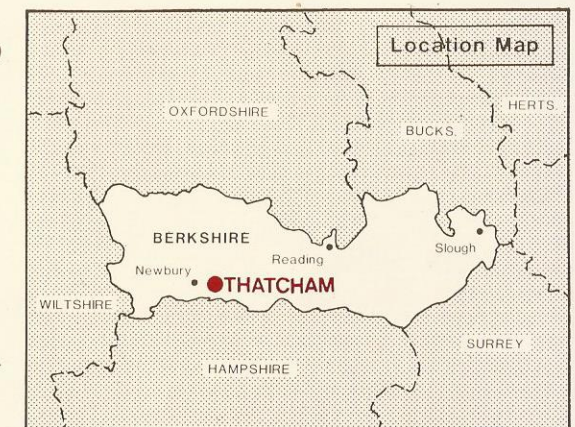 Location Map
OXFORDSHIRE
HERTS.
BUCKS.
BERKSHIRE
Reading
Slough
Newbury
THATCHAM
WILTSHIRE
SURREY
HAMPSHIRE